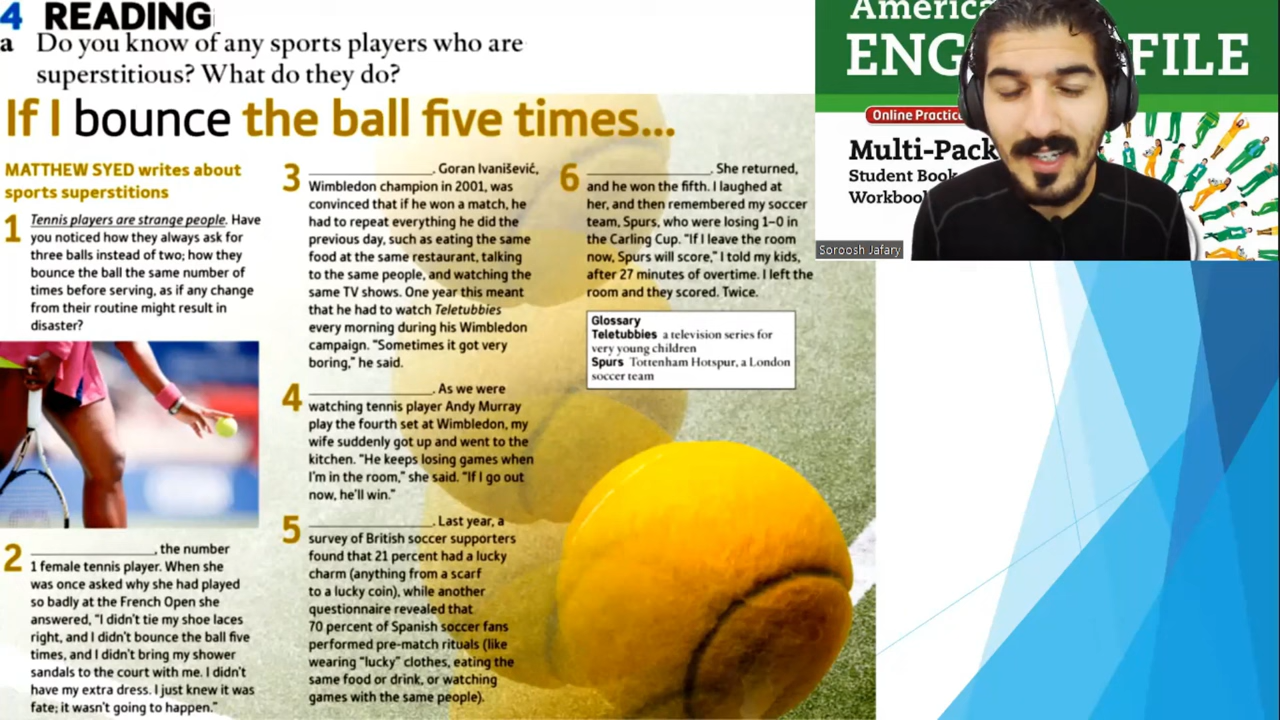 4 READING
a Do you know of any sports players who are
superstitious? What do they do?
If I bounce the ball five times...
MATTHEW SYED writes about
sports superstitions
1 Tennis players are strange people. Have
you noticed how they always ask for
three balls instead of two; how they
bounce the ball the same number of
times before serving, as if any change
from their routine might result in
disaster?
2 ____________, the number
1 female tennis player. When she
was once asked why she had played
so badly at the French Open she
answered, "I didn't tie my shoe laces
right, and I didn't bounce the ball five
times, and I didn't bring my shower
sandals to the court with me. I didn't
have my extra dress. I just knew it was
fate; it wasn't going to happen."
3 ____________. Goran Ivanišević,
Wimbledon champion in 2001, was
convinced that if he won a match, he
had to repeat everything he did the
previous day, such as eating the same
food at the same restaurant, talking
to the same people, and watching the
same TV shows. One year this meant
that he had to watch Teletubbies
every morning during his Wimbledon
campaign. "Sometimes it got very
boring," he said.
4 ____________. As we were
watching tennis player Andy Murray
play the fourth set at Wimbledon, my
wife suddenly got up and went to the
kitchen. "He keeps losing games when
I'm in the room," she said. "If I go out
now, he'll win."
5 ____________. Last year, a
survey of British soccer supporters
found that 21 percent had a lucky
charm (anything from a scarf
to a lucky coin), while another
questionnaire revealed that
70 percent of Spanish soccer fans
performed pre-match rituals (like
wearing "lucky" clothes, eating the
same food or drink, or watching
games with the same people).
6 ____________. She returned,
and he won the fifth. I laughed at
her, and then remembered my soccer
team, Spurs, who were losing 1–0 in
the Carling Cup. "If I leave the room
now, Spurs will score," I told my kids,
after 27 minutes of overtime. I left the
room and they scored. Twice.
Glossary
Teletubbies a television series for
very young children
Spurs Tottenham Hotspur, a London
soccer team
FILE
Online Practice
Multi-Pack
Student Book
Workbook
Soroosh Jafary